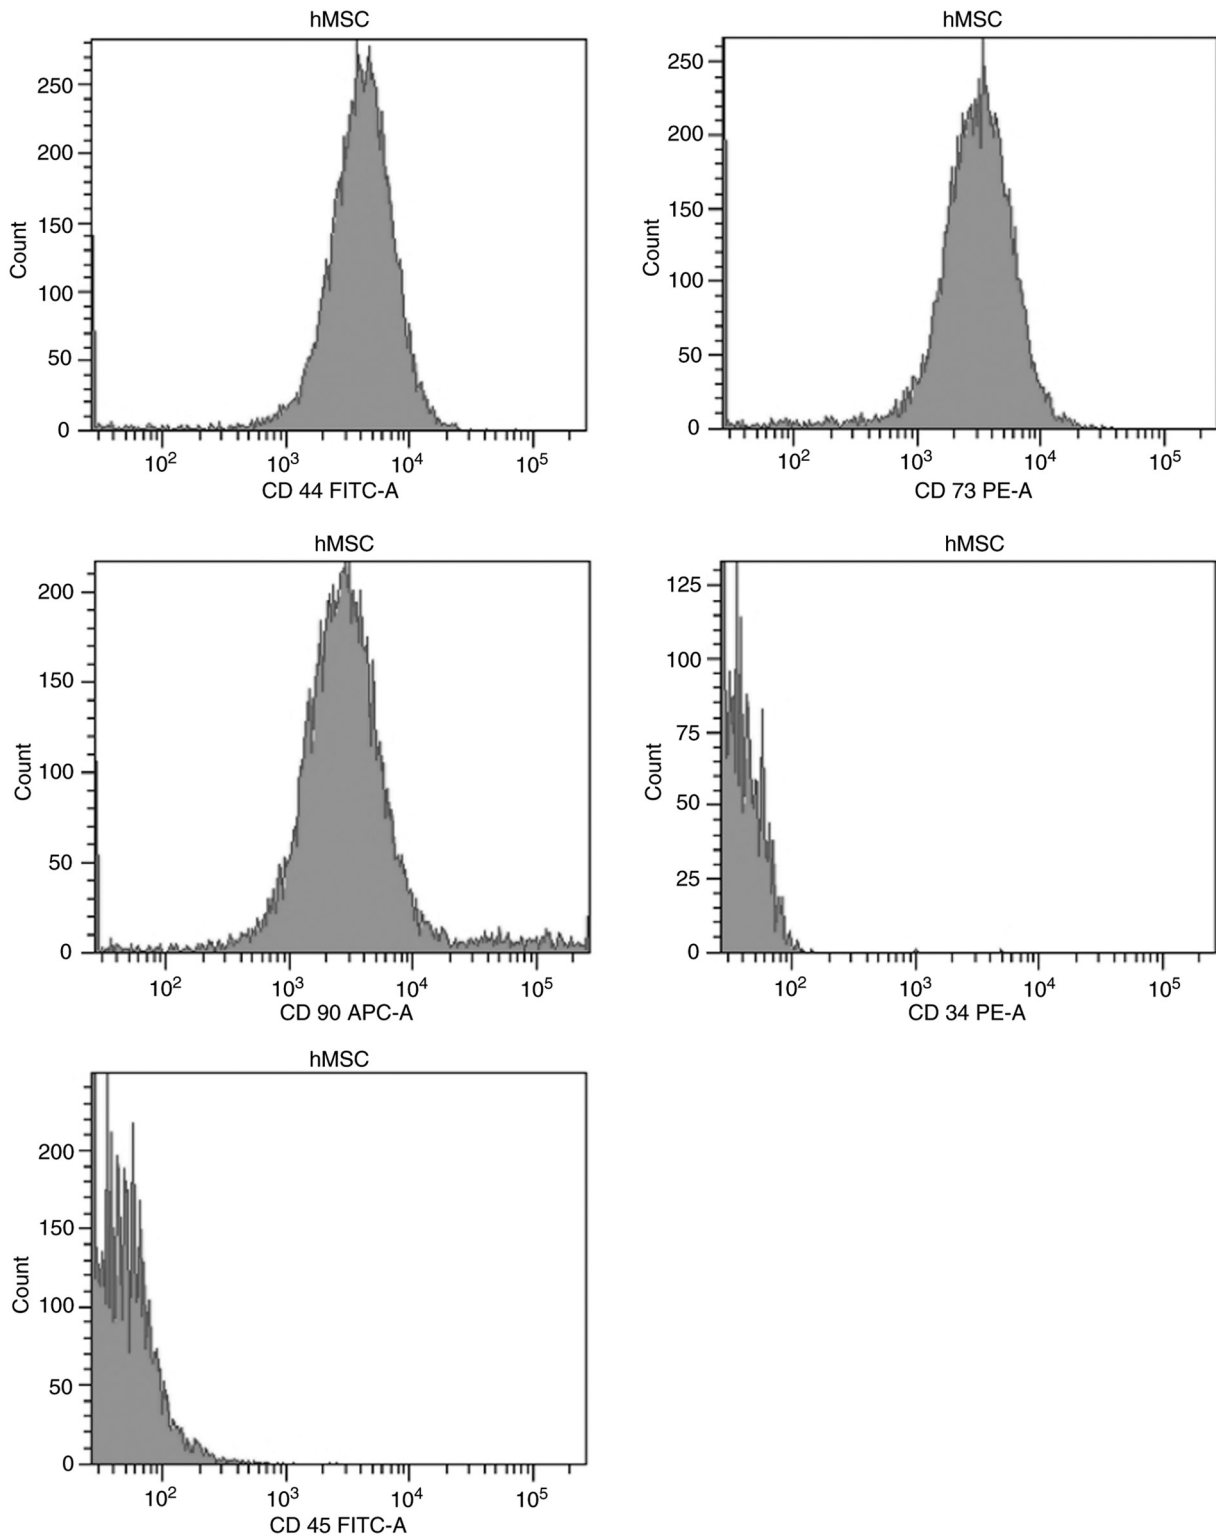 hMSC
250
200
150
100
50
0
Count
10² 10³ 10⁴ 10⁵
CD 44 FITC-A
hMSC
250
200
150
100
50
0
Count
10² 10³ 10⁴ 10⁵
CD 73 PE-A
hMSC
200
150
100
50
0
Count
10² 10³ 10⁴ 10⁵
CD 90 APC-A
hMSC
125
100
75
50
25
0
Count
10² 10³ 10⁴ 10⁵
CD 34 PE-A
hMSC
200
150
100
50
0
Count
10² 10³ 10⁴ 10⁵
CD 45 FITC-A